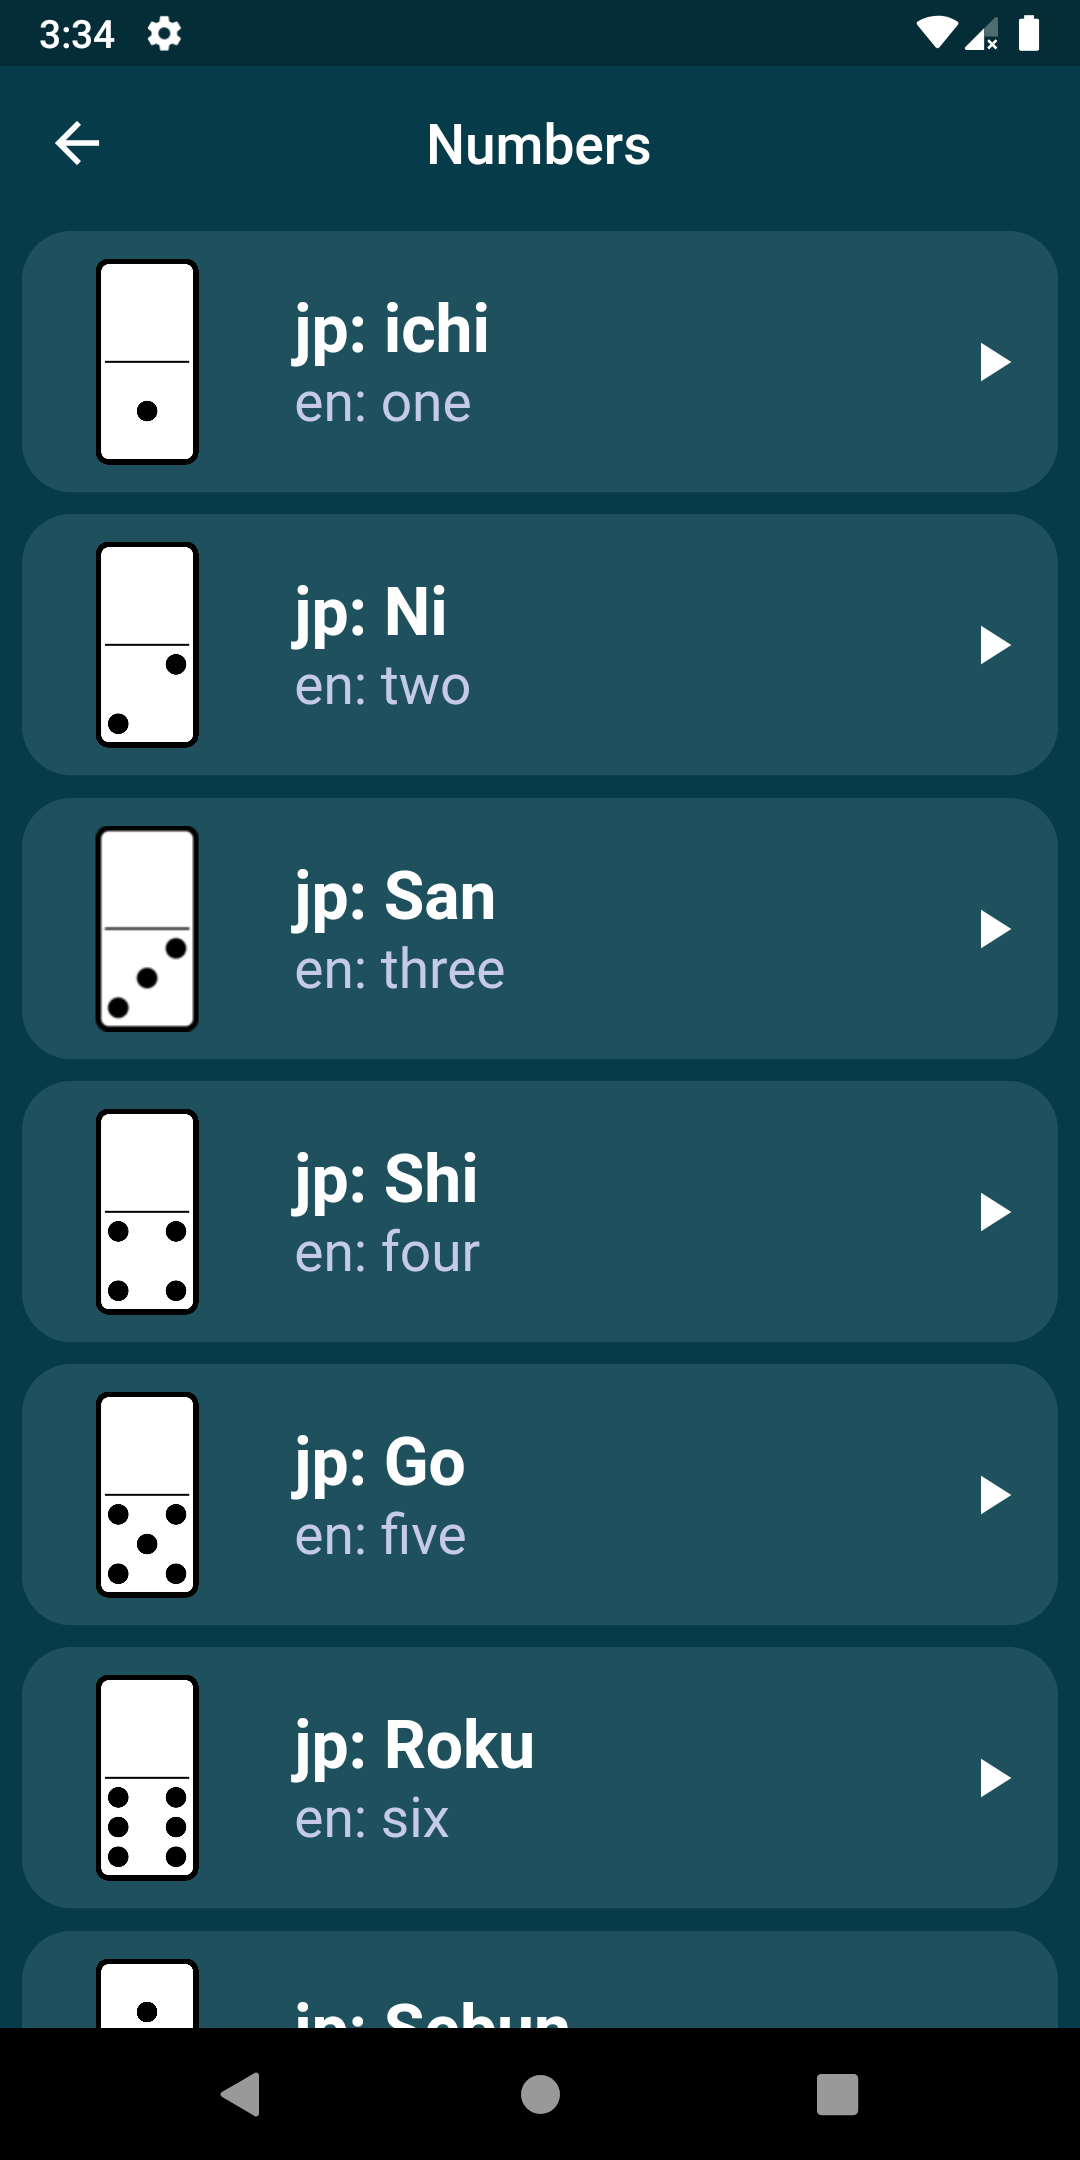 3:34
Numbers
jp: ichi
en: one
jp: Ni
en: two
jp: San
en: three
jp: Shi
en: four
jp: Go
en: five
jp: Roku
en: six
jp: